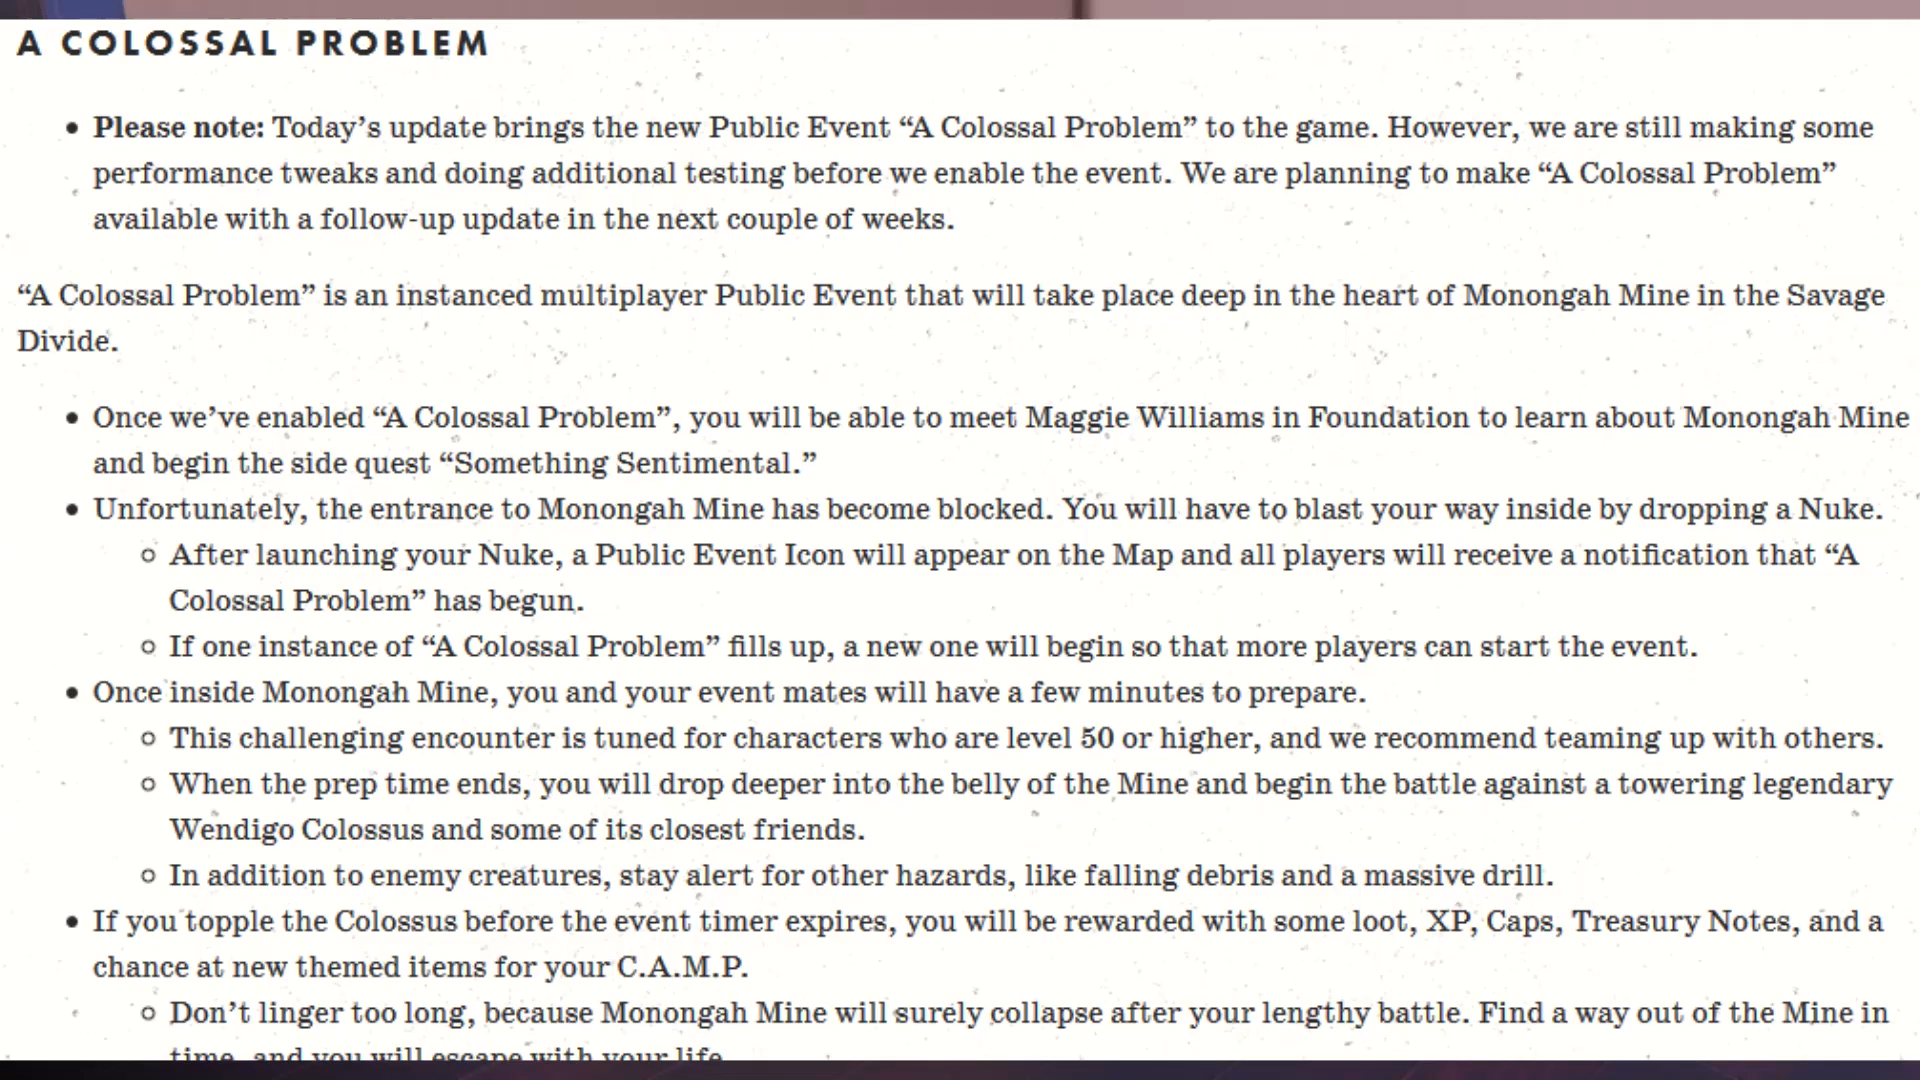 A COLOSSAL PROBLEM
Please note: Today’s update brings the new Public Event “A Colossal Problem” to the game. However, we are still making some
performance tweaks and doing additional testing before we enable the event. We are planning to make “A Colossal Problem”
available with a follow-up update in the next couple of weeks.
“A Colossal Problem” is an instanced multiplayer Public Event that will take place deep in the heart of Monongah Mine in the Savage
Divide.
Once we’ve enabled “A Colossal Problem”, you will be able to meet Maggie Williams in Foundation to learn about Monongah Mine
and begin the side quest “Something Sentimental.”
Unfortunately, the entrance to Monongah Mine has become blocked. You will have to blast your way inside by dropping a Nuke.
After launching your Nuke, a Public Event Icon will appear on the Map and all players will receive a notification that “A
Colossal Problem” has begun.
If one instance of “A Colossal Problem” fills up, a new one will begin so that more players can start the event.
Once inside Monongah Mine, you and your event mates will have a few minutes to prepare.
This challenging encounter is tuned for characters who are level 50 or higher, and we recommend teaming up with others.
When the prep time ends, you will drop deeper into the belly of the Mine and begin the battle against a towering legendary
Wendigo Colossus and some of its closest friends.
In addition to enemy creatures, stay alert for other hazards, like falling debris and a massive drill.
If you topple the Colossus before the event timer expires, you will be rewarded with some loot, XP, Caps, Treasury Notes, and a
chance at new themed items for your C.A.M.P.
Don’t linger too long, because Monongah Mine will surely collapse after your lengthy battle. Find a way out of the Mine in
time, and you will escape with your life